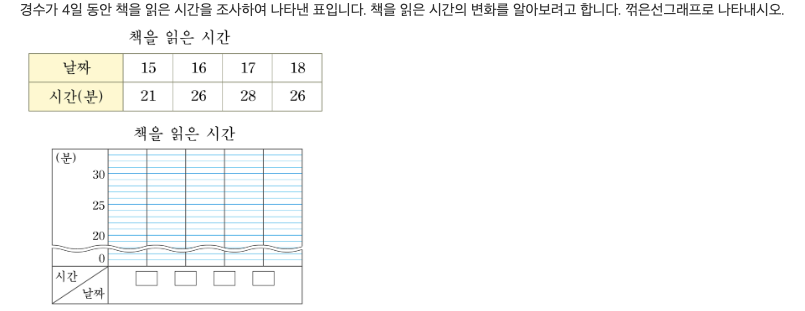 경수가 4일 동안 책을 읽은 시간을 조사하여 나타낸 표입니다. 책을 읽은 시간의 변화를 알아보려고 합니다. 꺾은선그래프로 나타내시오.
책을 읽은 시간
날짜 15 16 17 18
시간(분) 21 26 28 26
책을 읽은 시간
(분)
30
25
20
0
시간
날짜